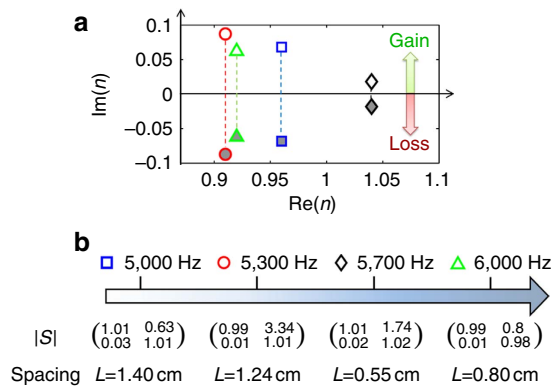 a
0.1
0.05
0
−0.05
−0.1
Im(n)
Gain
Loss
0.9 0.95 1 1.05 1.1
Re(n)
b
5,000 Hz 5,300 Hz 5,700 Hz 6,000 Hz
|S| (1.01 0.63 (0.99 3.34 (1.01 1.74 (0.99 0.8
0.03 1.01) 0.01 1.01) 0.02 1.02) 0.01 0.98)
Spacing L=1.40 cm L=1.24 cm L=0.55 cm L=0.80 cm